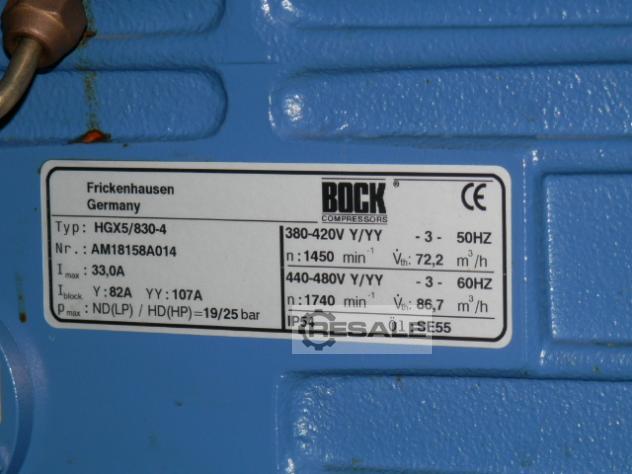 Frickenhausen
Germany
BOCK ®
COMPRESSORS
CE
Typ: HGX5/830-4
Nr.: AM18158A014
I max: 33,0A
I block Y:82A YY:107A
p max: ND(LP) / HD(HP)=19/25 bar
380-420V Y/YY -3- 50HZ
n:1450 min⁻¹ V̇th: 72,2 m³/h
440-480V Y/YY -3- 60HZ
n:1740 min⁻¹ V̇th: 86,7 m³/h
Öl :SE55
RESALE